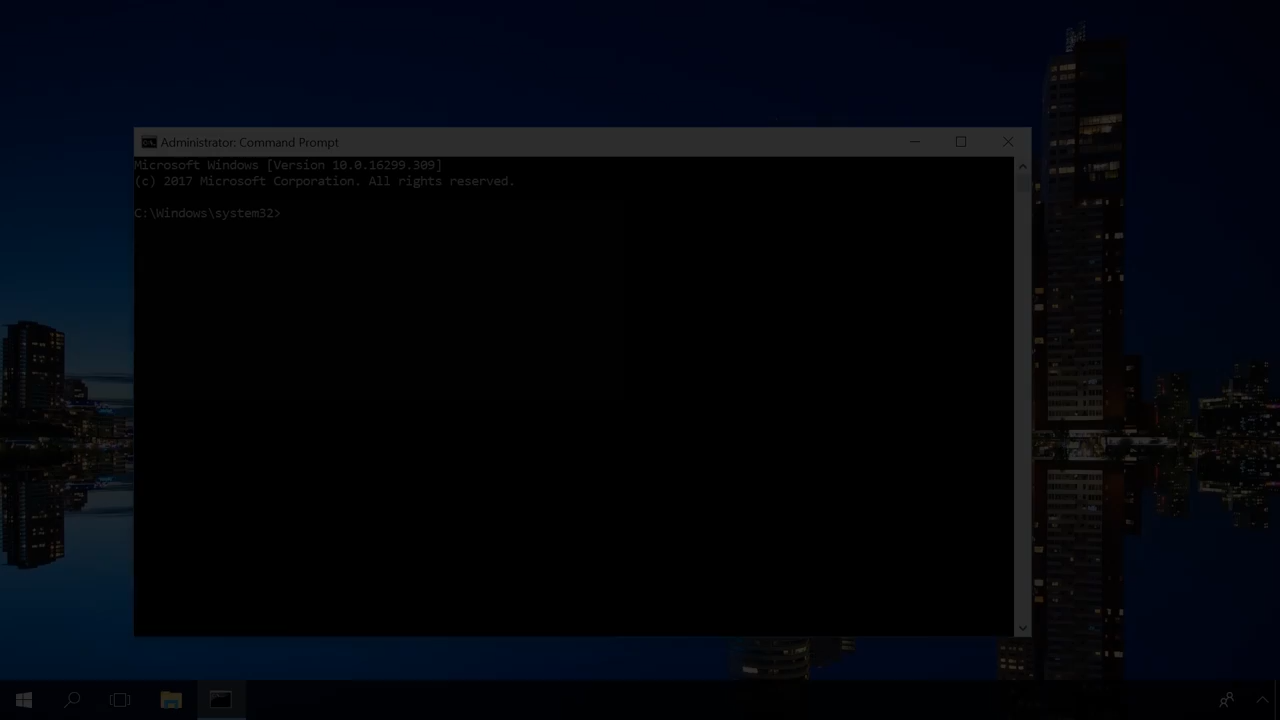 Administrator: Command Prompt
Microsoft Windows [Version 10.0.16299.309]
(c) 2017 Microsoft Corporation. All rights reserved.
C:\Windows\system32>